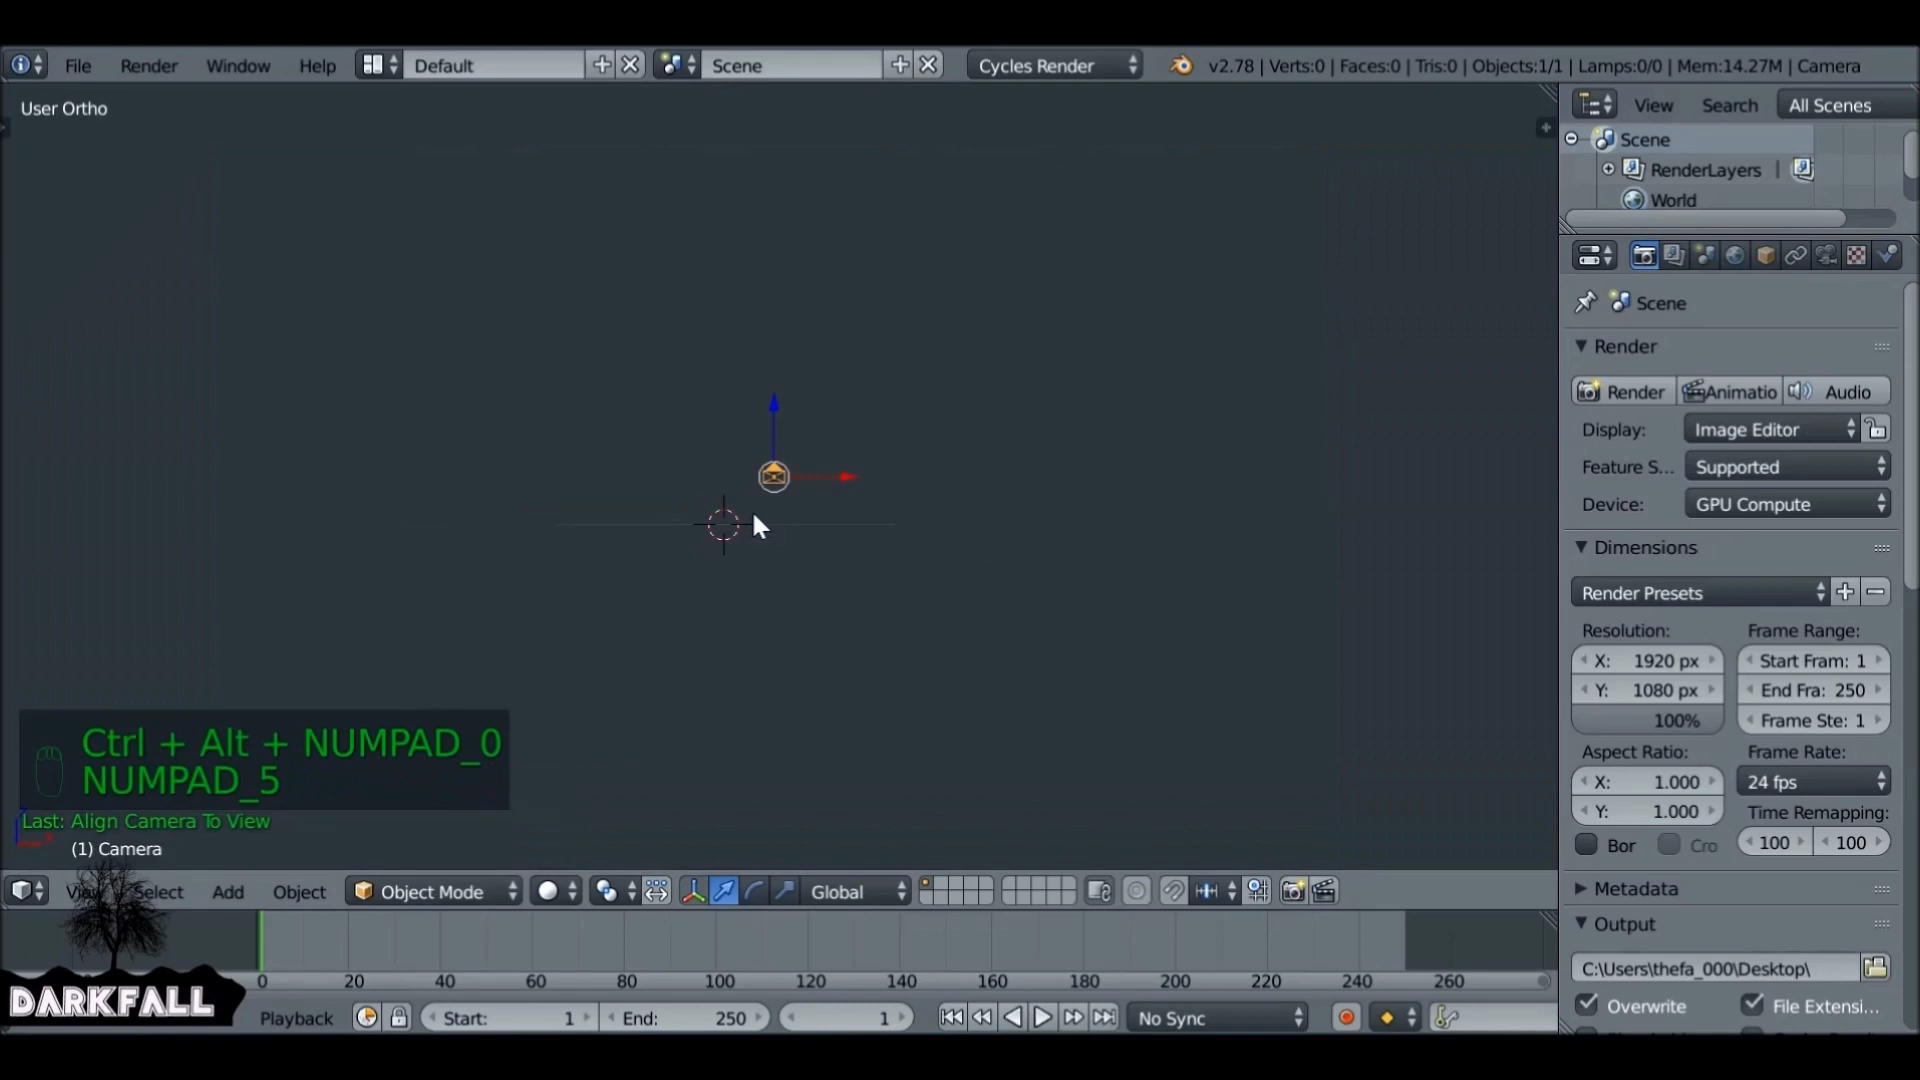 File Render Window Help Default Scene Cycles Render v2.78 | Verts:0 | Faces:0 | Tris:0 | Objects:1/1 | Lamps:0/0 | Mem:14.27M | Camera
User Ortho
View Search All Scenes
Scene
RenderLayers
World
Scene
Render
Render Animatio Audio
Display: Image Editor
Feature S... Supported
Device: GPU Compute
Dimensions
Render Presets
Resolution: Frame Range:
X: 1920 px Start Fram: 1
Y: 1080 px End Fra: 250
100% Frame Ste: 1
Aspect Ratio: Frame Rate:
X: 1.000 24 fps
Y: 1.000 Time Remapping:
Bor Cro 100 100
Metadata
Output
C:\Users\thefa_000\Desktop\
Overwrite File Extensi...
Ctrl + Alt + NUMPAD_0
NUMPAD_5
Last: Align Camera To View
(1) Camera
View Select Add Object Object Mode Global
0 20 40 60 80 100 120 140 160 180 200 220 240 260
DARKFALL
Playback Start: 1 End: 250 1 No Sync